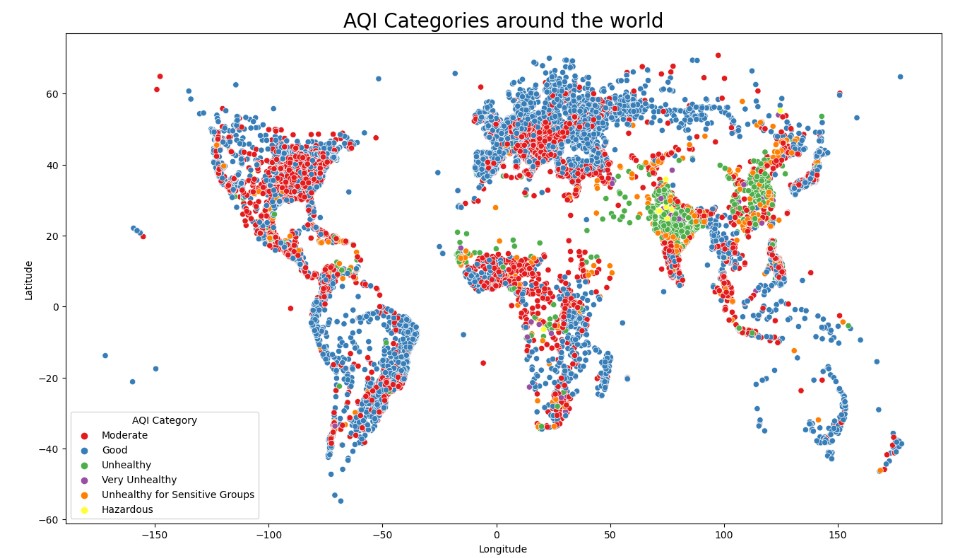 AQI Categories around the world
Latitude
60
40
20
0
−20
−40
−60
AQI Category
Moderate
Good
Unhealthy
Very Unhealthy
Unhealthy for Sensitive Groups
Hazardous
−150
−100
−50
0
50
100
150
Longitude